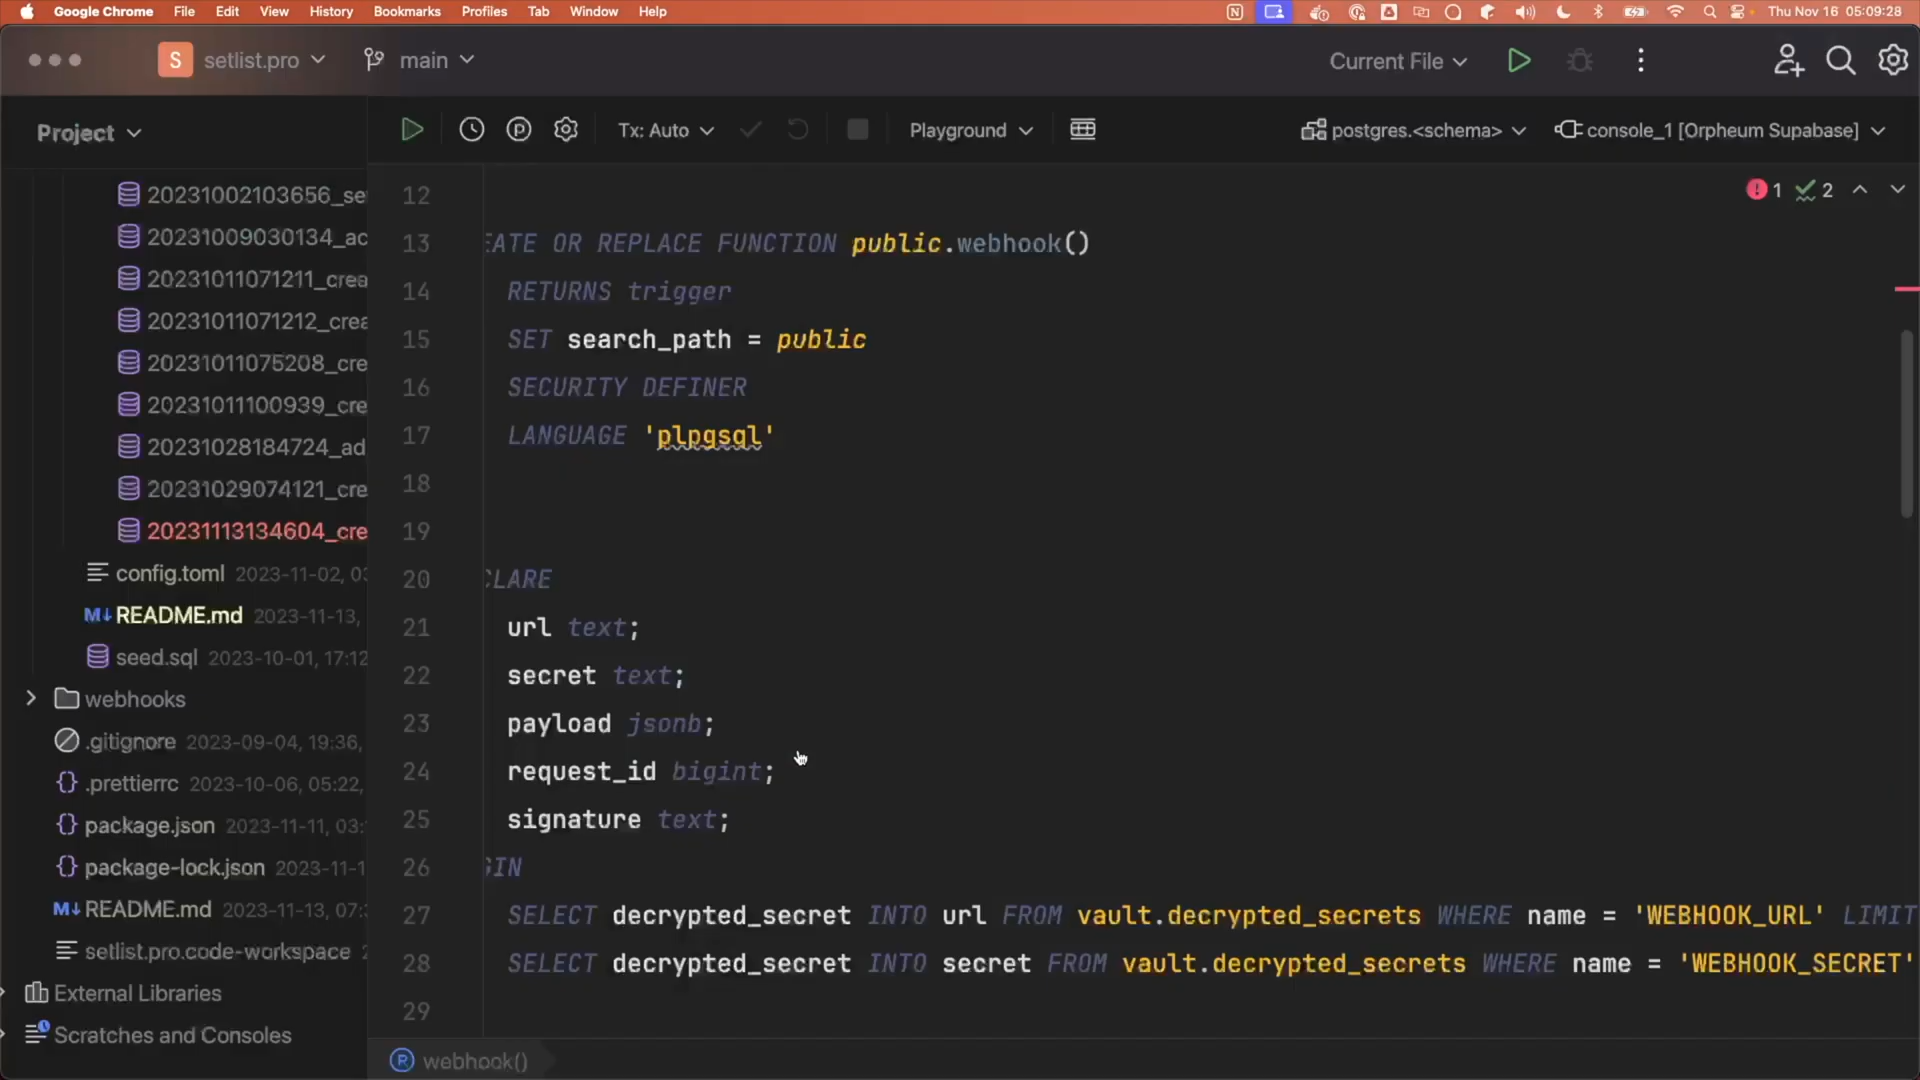 Google Chrome File Edit View History Bookmarks Profiles Tab Window Help Thu Nov 16 05:09:28
S setlist.pro main Current File
Project Tx: Auto Playground postgres.<schema> console_1 [Orpheum Supabase]
1 2
20231002103656_se
20231009030134_ac
20231011071211_crea
20231011071212_crea
20231011075208_cre
20231011100939_cre
20231028184724_ad
20231029074121_cre
20231113134604_cre
config.toml 2023-11-02, 03
README.md 2023-11-13,
seed.sql 2023-10-01, 17:12
webhooks
.gitignore 2023-09-04, 19:36,
.prettierrc 2023-10-06, 05:22,
package.json 2023-11-11, 03:
package-lock.json 2023-11-1
README.md 2023-11-13, 07:
setlist.pro.code-workspace 2
External Libraries
Scratches and Consoles
12
13 EATE OR REPLACE FUNCTION public.webhook()
14 RETURNS trigger
15 SET search_path = public
16 SECURITY DEFINER
17 LANGUAGE 'plpgsql'
18
19
20 CLARE
21 url text;
22 secret text;
23 payload jsonb;
24 request_id bigint;
25 signature text;
26 GIN
27 SELECT decrypted_secret INTO url FROM vault.decrypted_secrets WHERE name = 'WEBHOOK_URL' LIMIT
28 SELECT decrypted_secret INTO secret FROM vault.decrypted_secrets WHERE name = 'WEBHOOK_SECRET'
29
webhook()